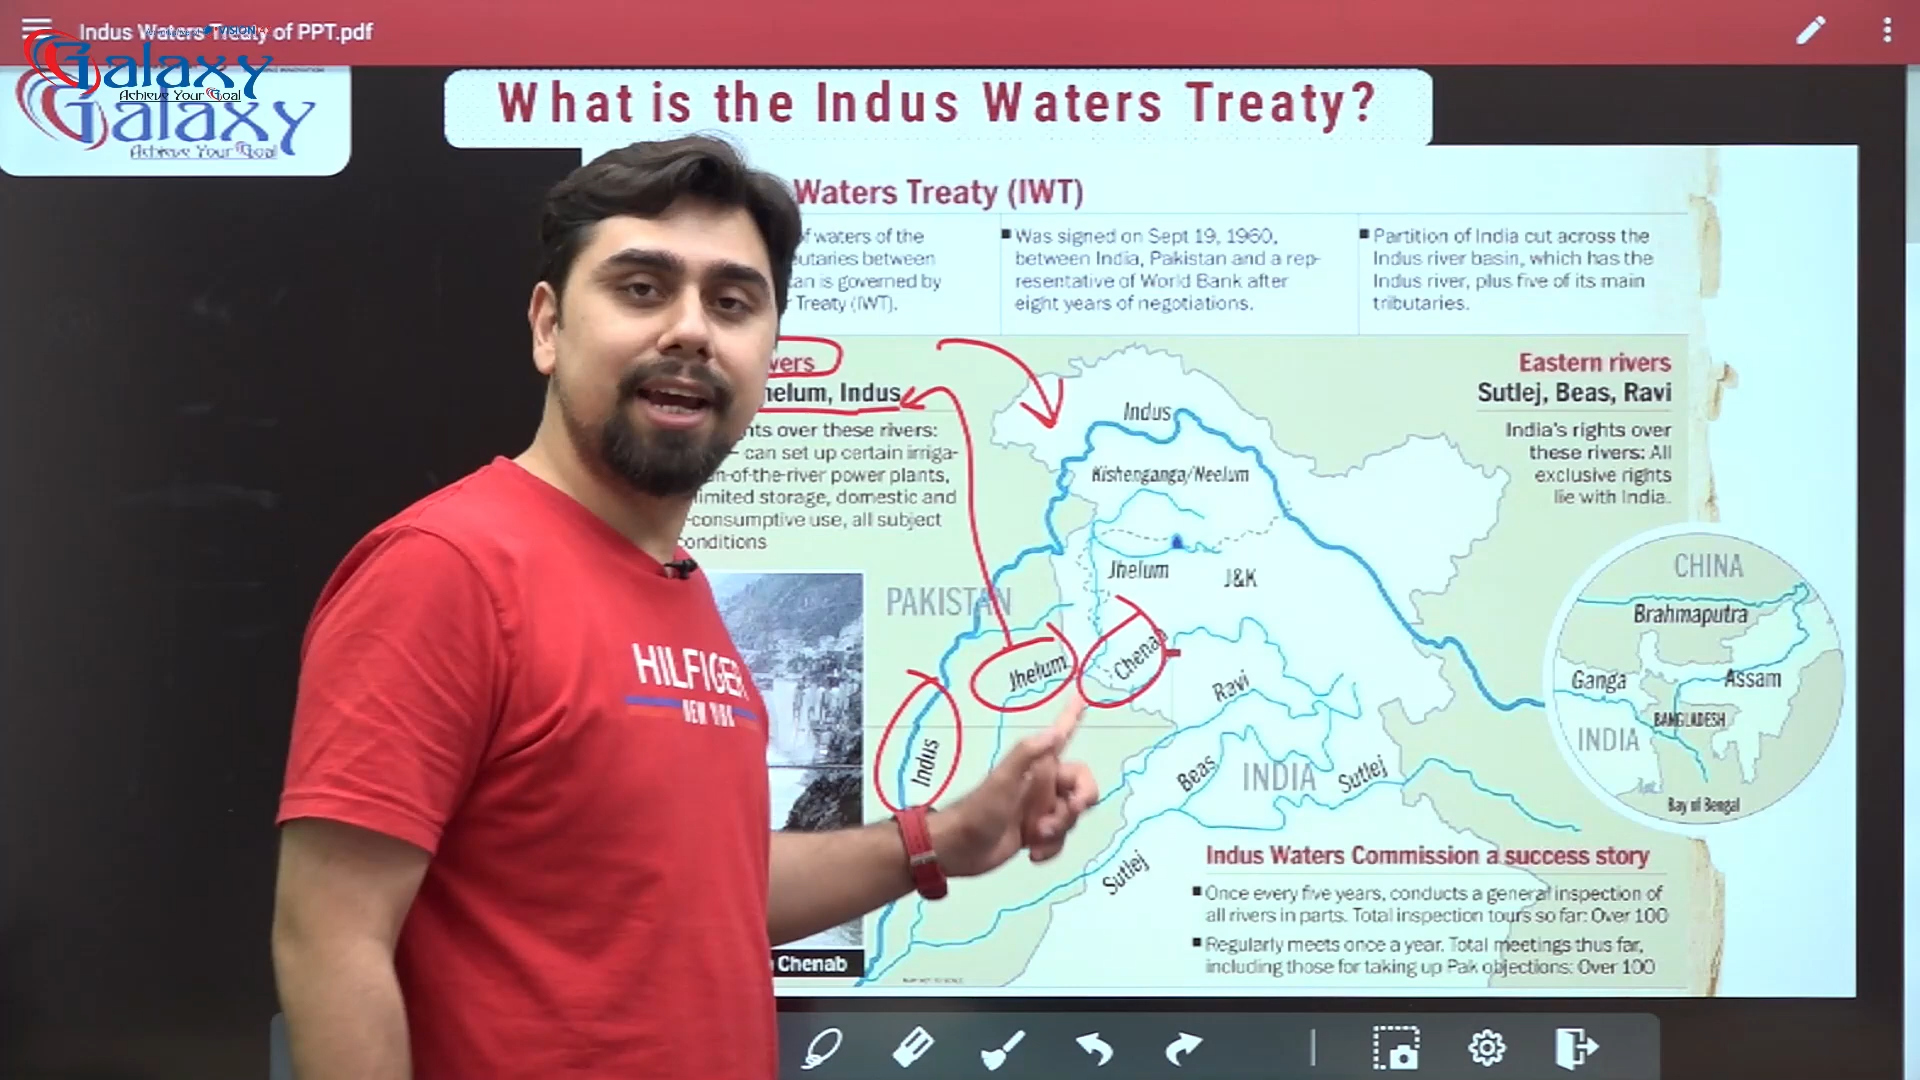 Indus Waters Treaty of PPT.pdf
VISION
Galaxy
Achieve Your Goal
Galaxy
Achieve Your Goal
What is the Indus Waters Treaty?
Waters Treaty (IWT)
of waters of the
butaries between
tan is governed by
Treaty (IWT).
Was signed on Sept 19, 1960,
between India, Pakistan and a rep-
resentative of World Bank after
eight years of negotiations.
Partition of India cut across the
Indus river basin, which has the
Indus river, plus five of its main
tributaries.
vers
helum, Indus
hts over these rivers:
– can set up certain irriga-
n-of-the-river power plants,
limited storage, domestic and
-consumptive use, all subject
conditions
Eastern rivers
Sutlej, Beas, Ravi
India's rights over
these rivers: All
exclusive rights
lie with India.
Indus
Kishenganga/Neelum
Jhelum
J&K
PAKISTAN
Jhelum
Chenab
Ravi
Indus
Beas
INDIA
Sutlej
Sutlej
CHINA
Brahmaputra
Ganga
Assam
BANGLADESH
INDIA
Bay of Bengal
Indus Waters Commission a success story
Once every five years, conducts a general inspection of
all rivers in parts. Total inspection tours so far: Over 100
Regularly meets once a year. Total meetings thus far,
including those for taking up Pak objections: Over 100
Chenab
HILFIGER
NEW YORK